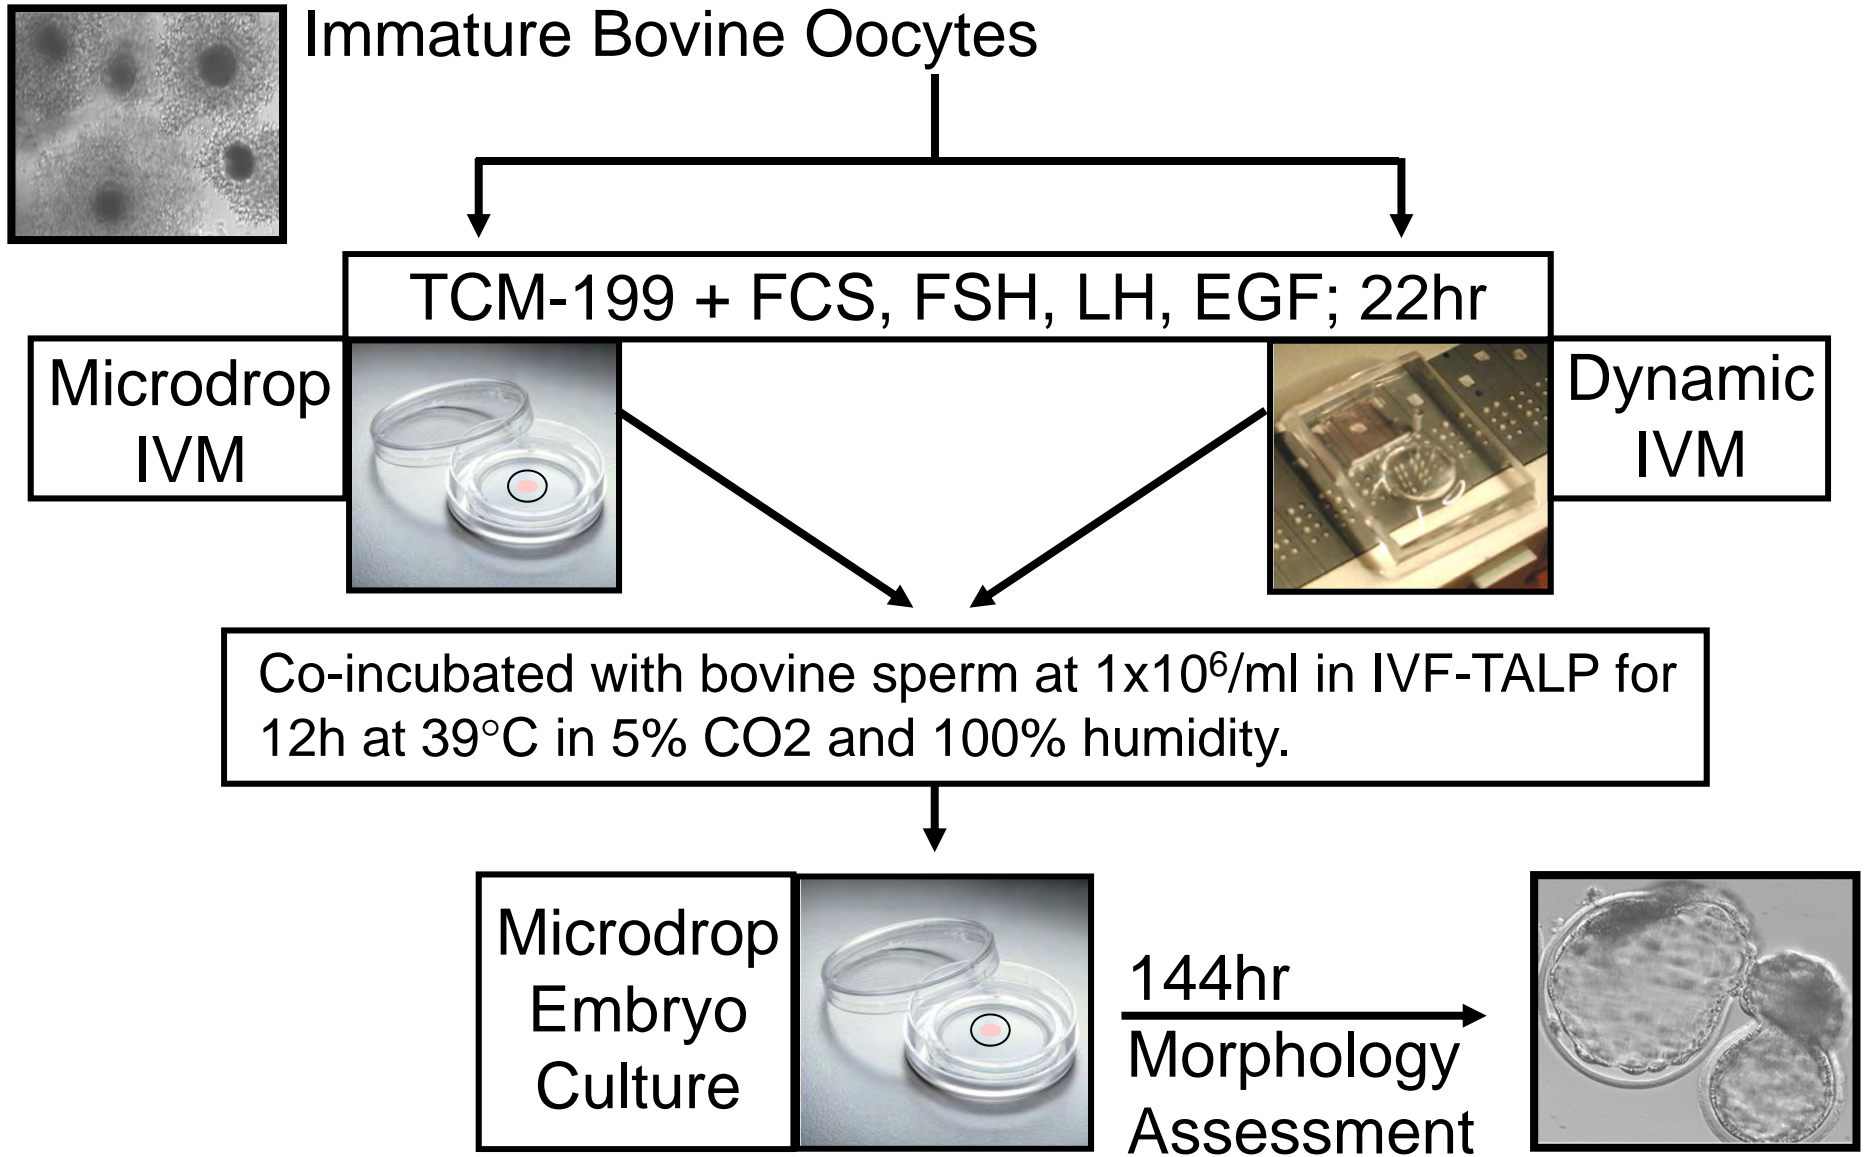 Immature Bovine Oocytes
TCM-199 + FCS, FSH, LH, EGF; 22hr
Microdrop
IVM
Dynamic
IVM
Co-incubated with bovine sperm at 1x10⁶/ml in IVF-TALP for
12h at 39°C in 5% CO2 and 100% humidity.
Microdrop
Embryo
Culture
144hr
Morphology
Assessment